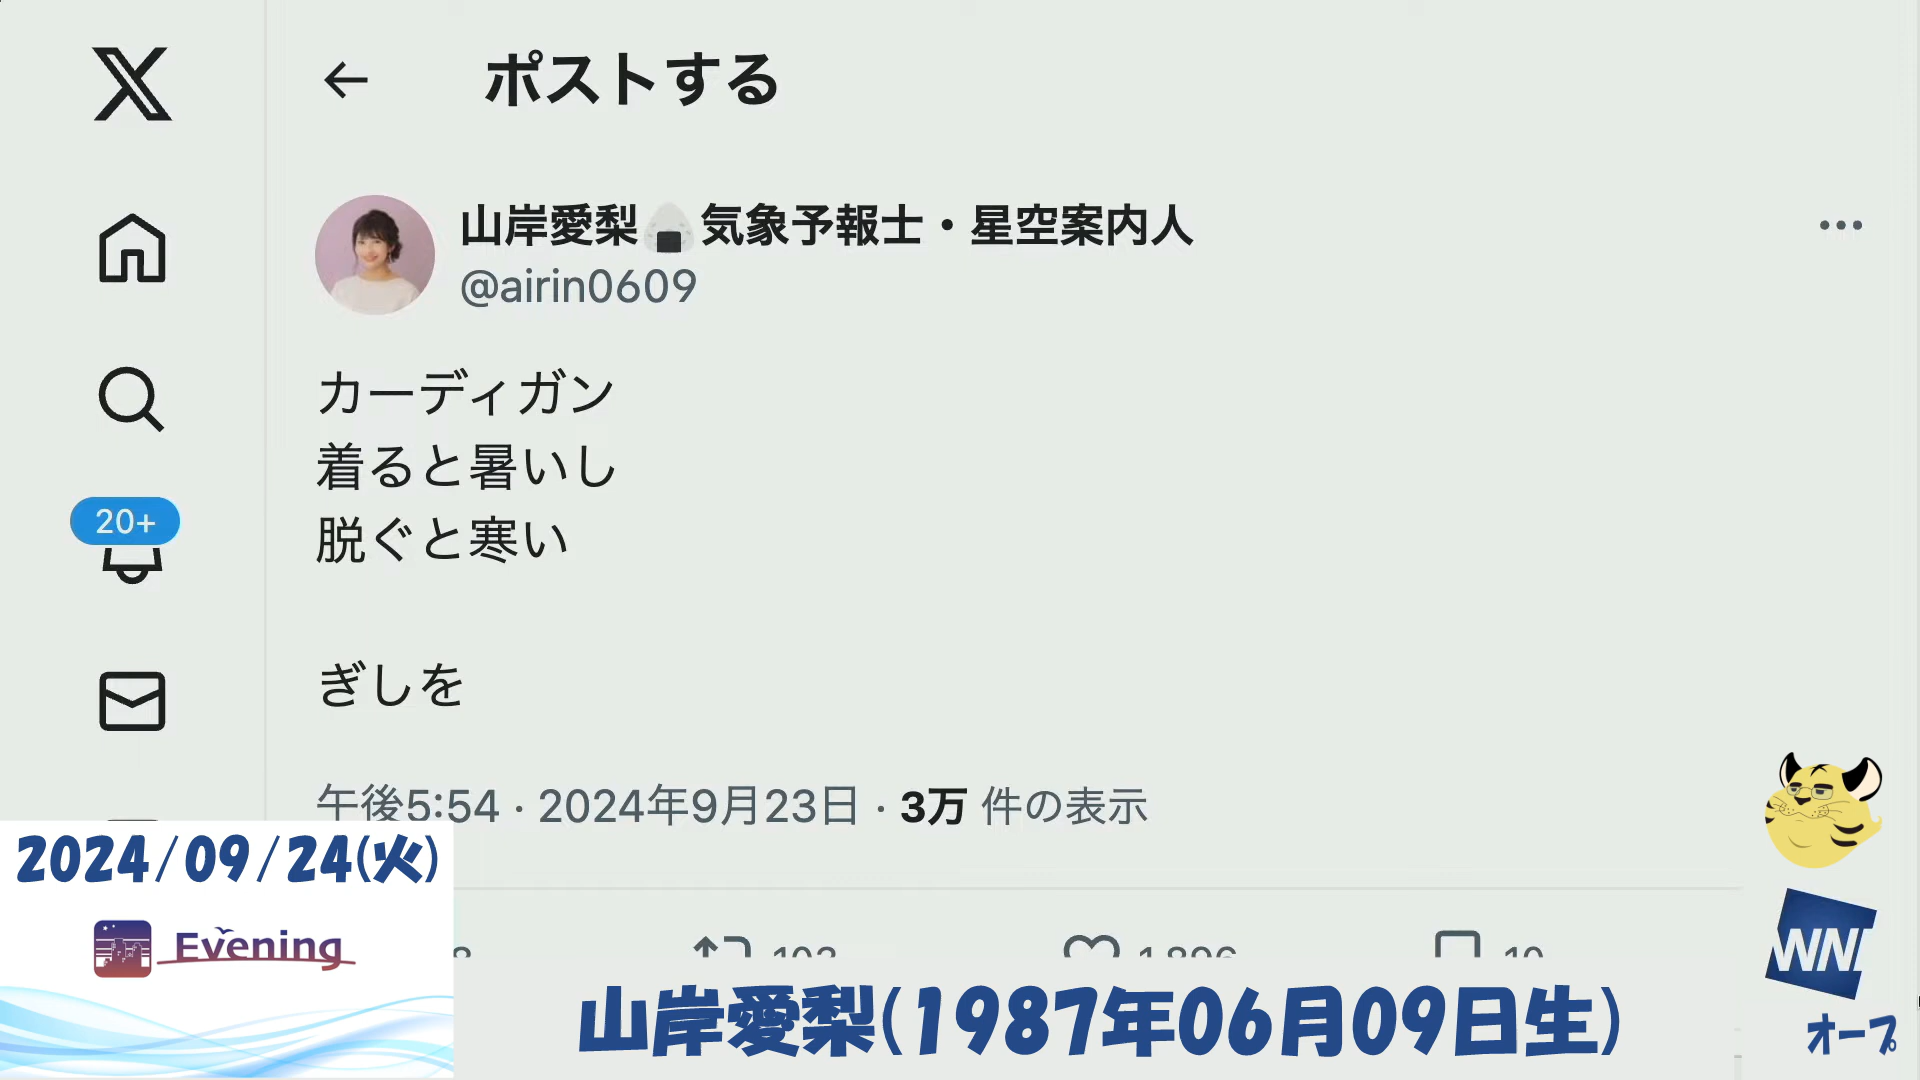 ポストする
山岸愛梨🍙気象予報士・星空案内人
@airin0609
カーディガン
着ると暑いし
脱ぐと寒い
ぎしを
午後5:54 · 2024年9月23日 · 3万 件の表示
20+
2024/09/24(火)
Evening
山岸愛梨(1987年06月09日生)
WNI
オープ